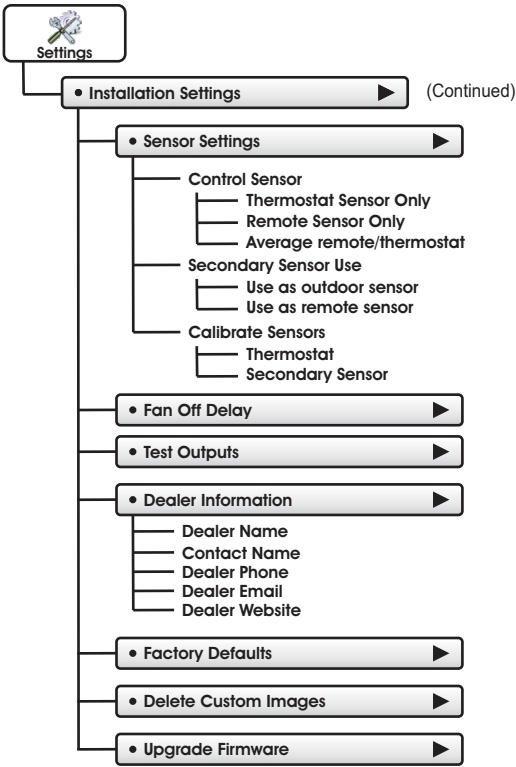 Settings
• Installation Settings
(Continued)
• Sensor Settings
Control Sensor
Thermostat Sensor Only
Remote Sensor Only
Average remote/thermostat
Secondary Sensor Use
Use as outdoor sensor
Use as remote sensor
Calibrate Sensors
Thermostat
Secondary Sensor
• Fan Off Delay
• Test Outputs
• Dealer Information
Dealer Name
Contact Name
Dealer Phone
Dealer Email
Dealer Website
• Factory Defaults
• Delete Custom Images
• Upgrade Firmware